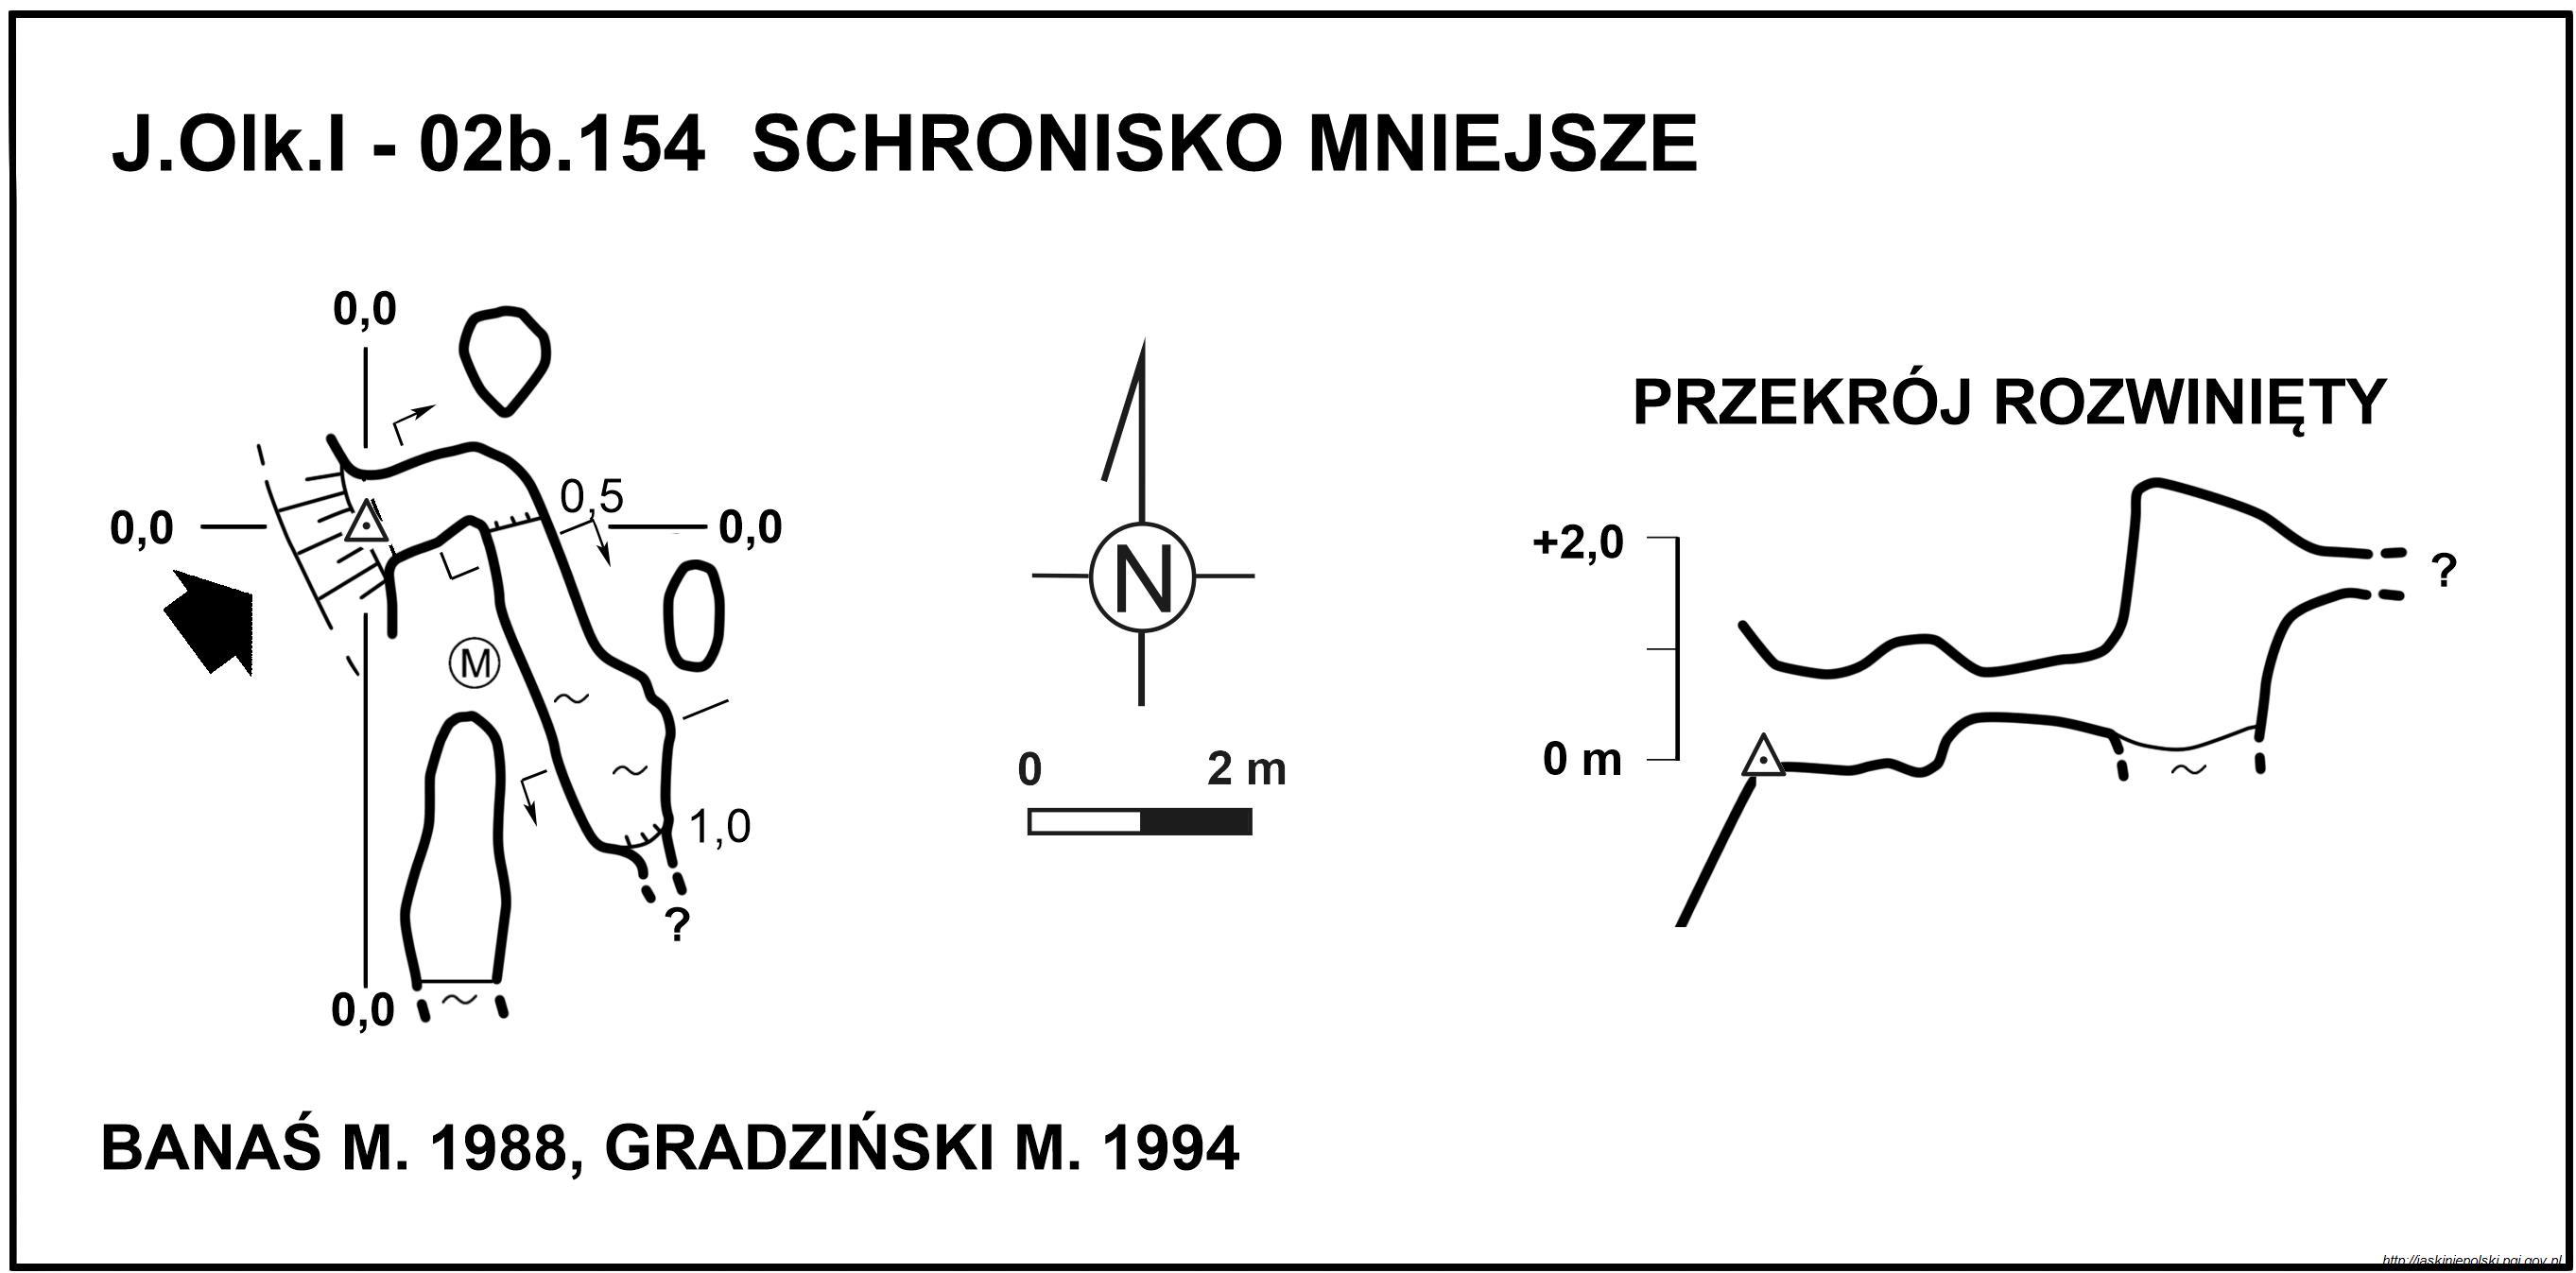 J.Olk.I - 02b.154 SCHRONISKO MNIEJSZE
0,0
0,5
0,0
0,0
M
1,0
?
0,0
N
0
2 m
PRZEKRÓJ ROZWINIĘTY
+2,0
?
0 m
BANAŚ M. 1988, GRADZIŃSKI M. 1994
http://jaskiniepolski.pgi.gov.pl